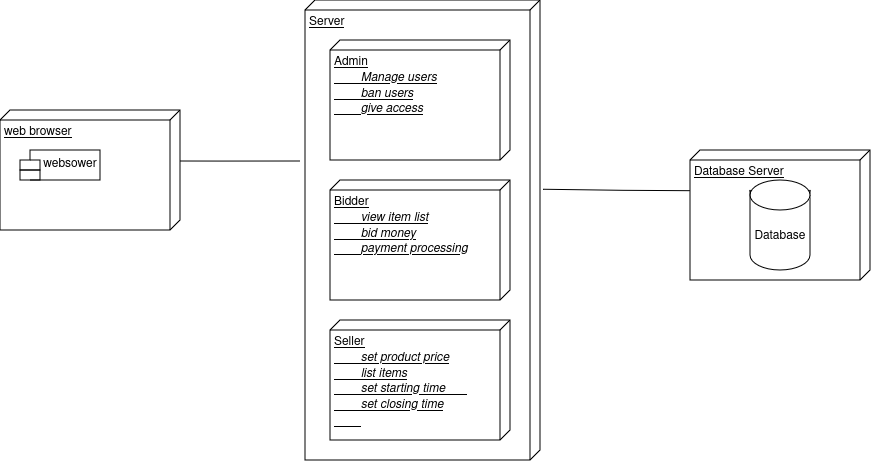 Server
Admin
Manage users
ban users
give access
web browser
websower
Bidder
view item list
bid money
payment processing
Database Server
Database
Seller
set product price
list items
set starting time
set closing time